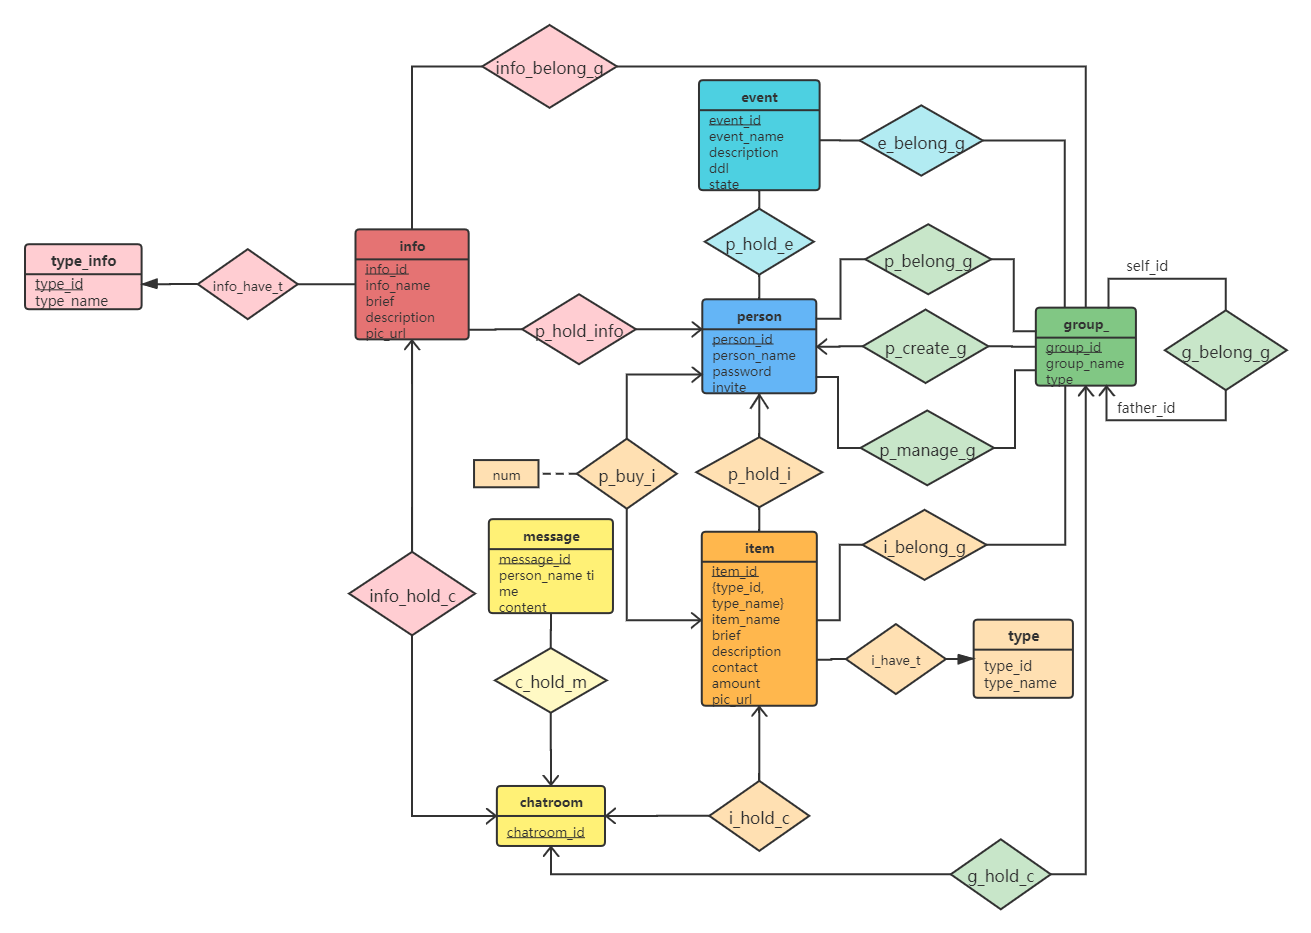 info_belong_g
event
event_id
event_name
description
ddl
state
e_belong_g
type_info
type_id
type_name
info_have_t
info
info_id
info_name
brief
description
pic_url
p_hold_e
p_belong_g
self_id
p_hold_info
person
person_id
person_name
password
invite
p_create_g
group_
group_id
group_name
type
g_belong_g
father_id
p_manage_g
num
p_buy_i
p_hold_i
message
message_id
person_name ti
me
content
item
item_id
{type_id,
type_name}
item_name
brief
description
contact
amount
pic_url
i_belong_g
info_hold_c
i_have_t
type
type_id
type_name
c_hold_m
chatroom
chatroom_id
i_hold_c
g_hold_c